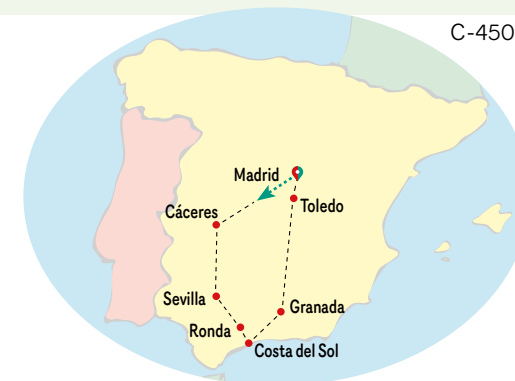 C-450
Madrid
Toledo
Cáceres
Sevilla
Granada
Ronda
Costa del Sol